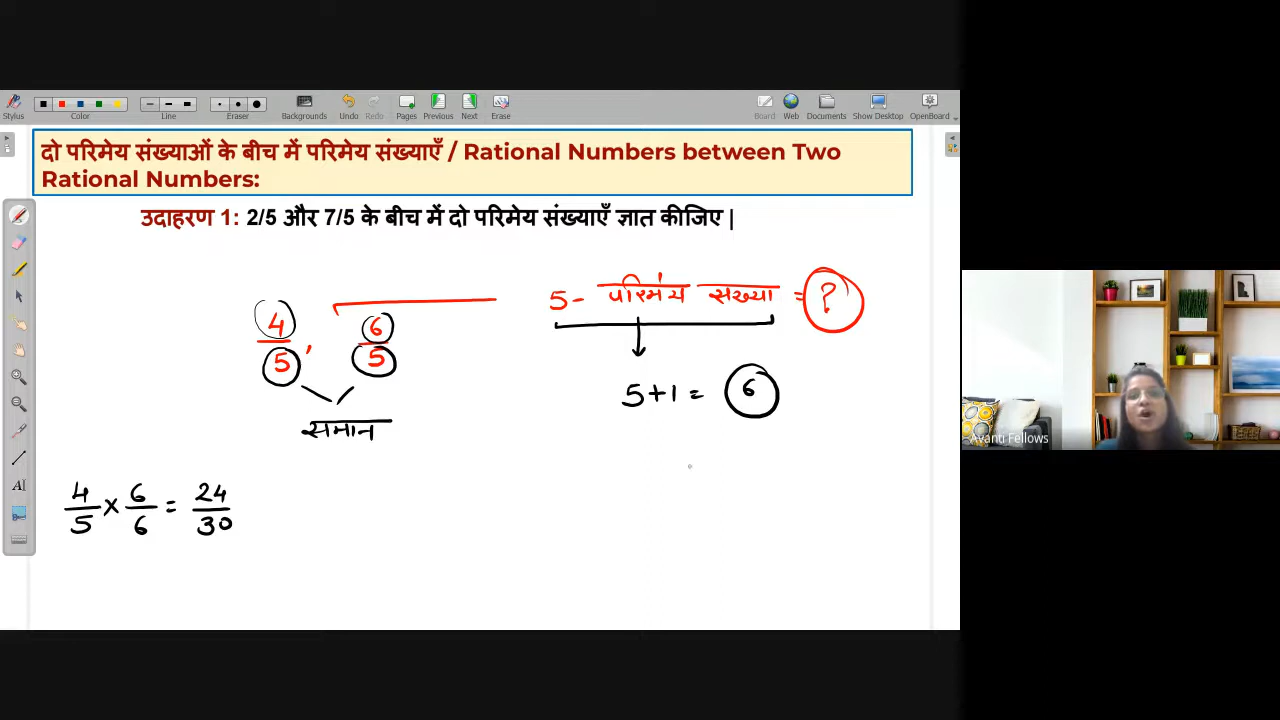 Stylus Color Line Eraser Backgrounds Undo Redo Pages Previous Next Erase Board Web Documents Show Desktop OpenBoard
दो परिमेय संख्याओं के बीच में परिमेय संख्याएँ / Rational Numbers between Two
Rational Numbers:
उदाहरण 1: 2/5 और 7/5 के बीच में दो परिमेय संख्याएँ ज्ञात कीजिए |
4/5 , 6/5
समान
5 - परिमेय संख्या = ?
5+1 = 6
4/5 × 6/6 = 24/30
Avanti Fellows